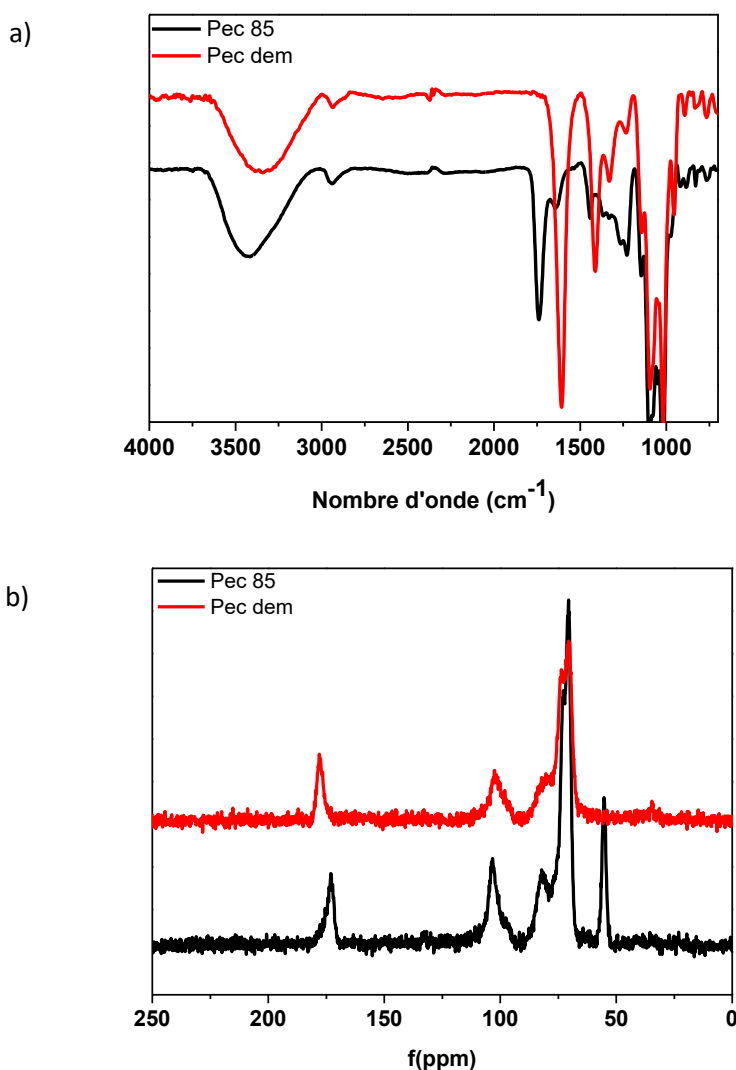 a)
Pec 85
Pec dem
4000 3500 3000 2500 2000 1500 1000
Nombre d'onde (cm-1)
b)
Pec 85
Pec dem
250 200 150 100 50 0
f(ppm)